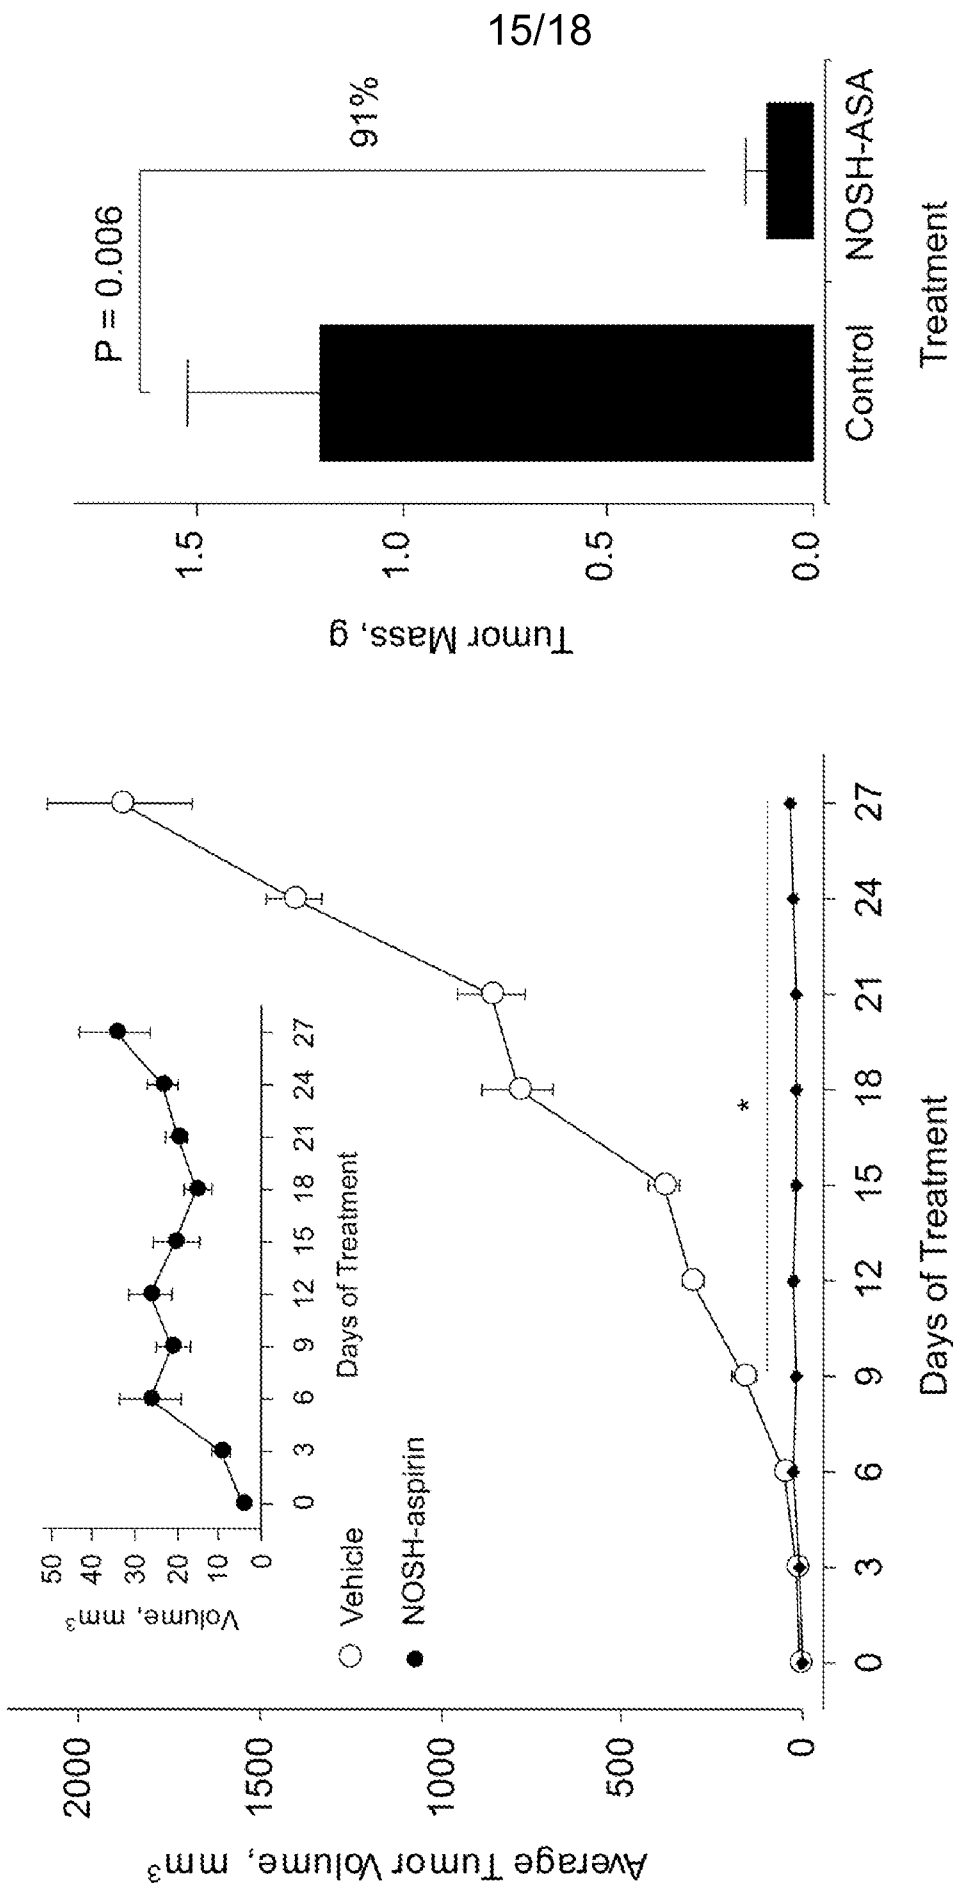 15/18
Average Tumor Volume, mm³
2000
1500
1000
500
0
0 3 6 9 12 15 18 21 24 27
Days of Treatment
*
Volume, mm³
50
40
30
20
10
0
0 3 6 9 12 15 18 21 24 27
Days of Treatment
Vehicle
NOSH-aspirin
Tumor Mass, g
1.5
1.0
0.5
0.0
P = 0.006
91%
Control NOSH-ASA
Treatment